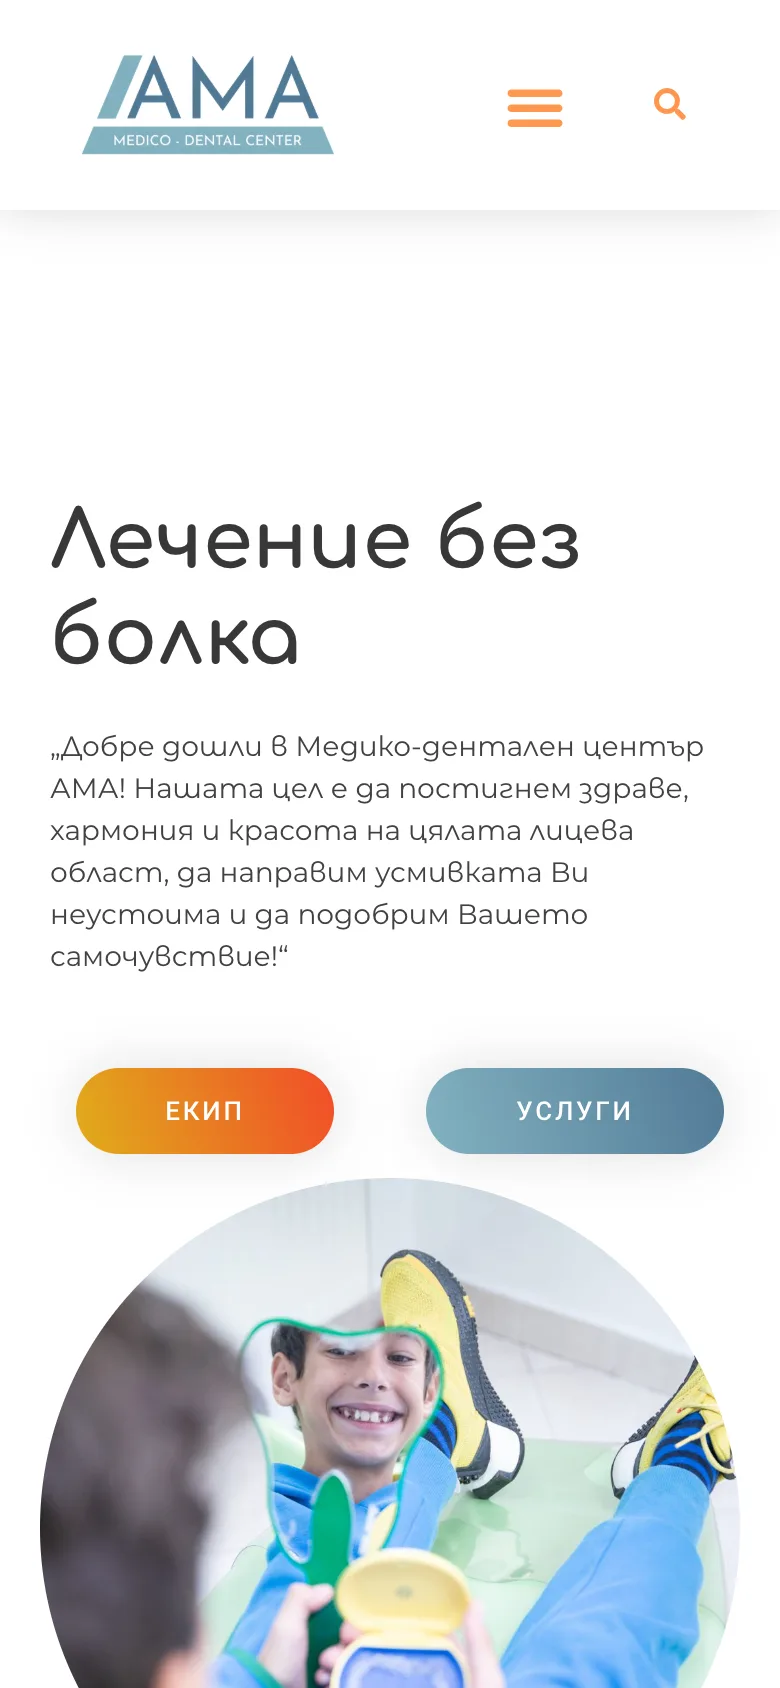 AMA
MEDICO - DENTAL CENTER
Лечение без
болка
„Добре дошли в Медико-дентален център
АМА! Нашата цел е да постигнем здраве,
хармония и красота на цялата лицева
област, да направим усмивката Ви
неустоима и да подобрим Вашето
самочувствие!“
ЕКИП
УСЛУГИ